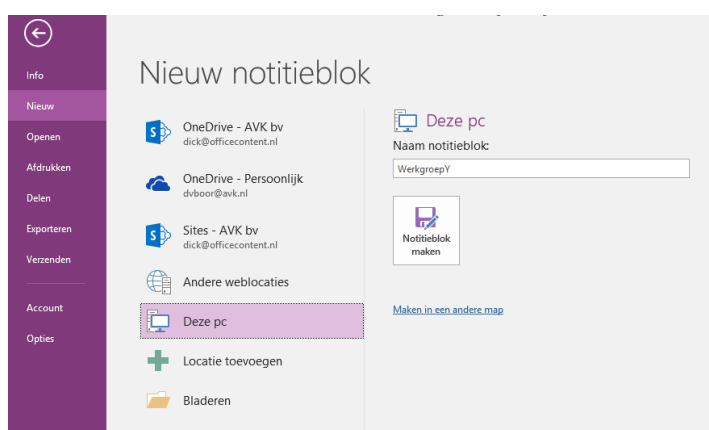 Info
Nieuw
Openen
Afdrukken
Delen
Exporteren
Verzenden
Account
Opties
Nieuw notitieblok
OneDrive - AVK bv
dick@officecontent.nl
OneDrive - Persoonlijk
dvboor@avk.nl
Sites - AVK bv
dick@officecontent.nl
Andere weblocaties
Deze pc
Locatie toevoegen
Bladeren
Deze pc
Naam notitieblok:
WerkgroepY
Notitieblok
maken
Maken in een andere map